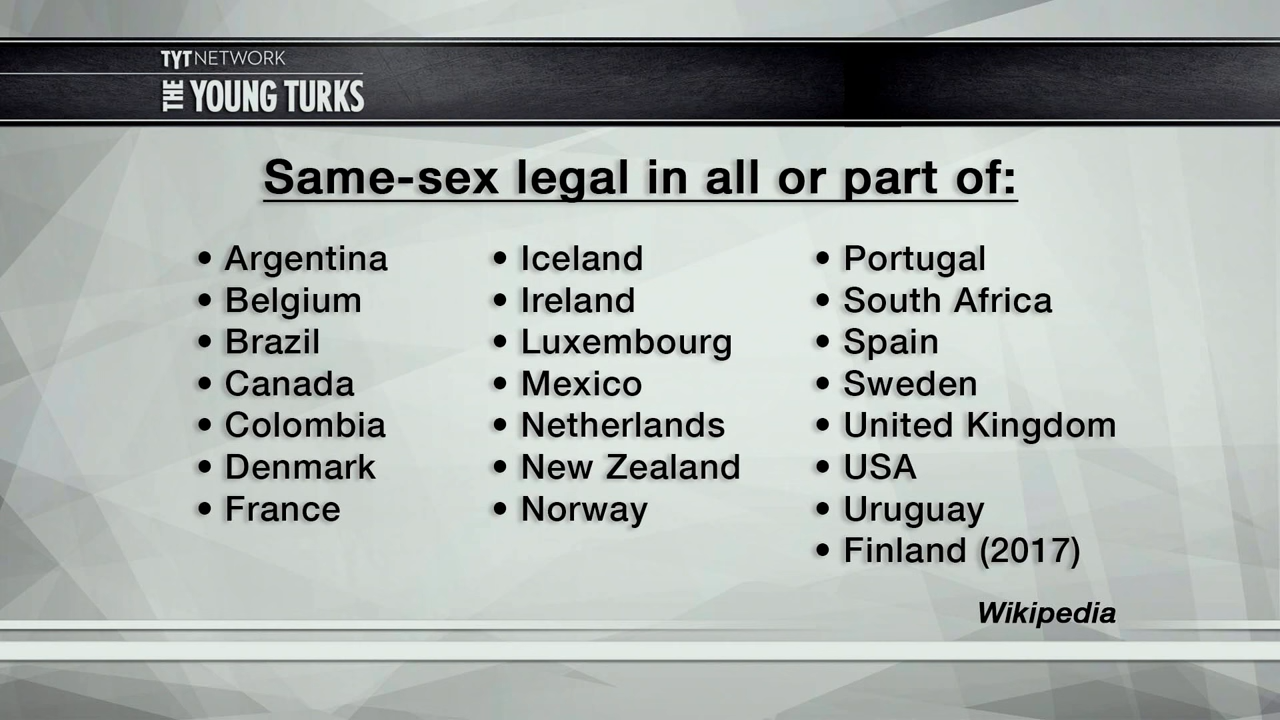 TYT NETWORK
THE YOUNG TURKS
Same-sex legal in all or part of:
• Argentina
• Belgium
• Brazil
• Canada
• Colombia
• Denmark
• France
• Iceland
• Ireland
• Luxembourg
• Mexico
• Netherlands
• New Zealand
• Norway
• Portugal
• South Africa
• Spain
• Sweden
• United Kingdom
• USA
• Uruguay
• Finland (2017)
Wikipedia